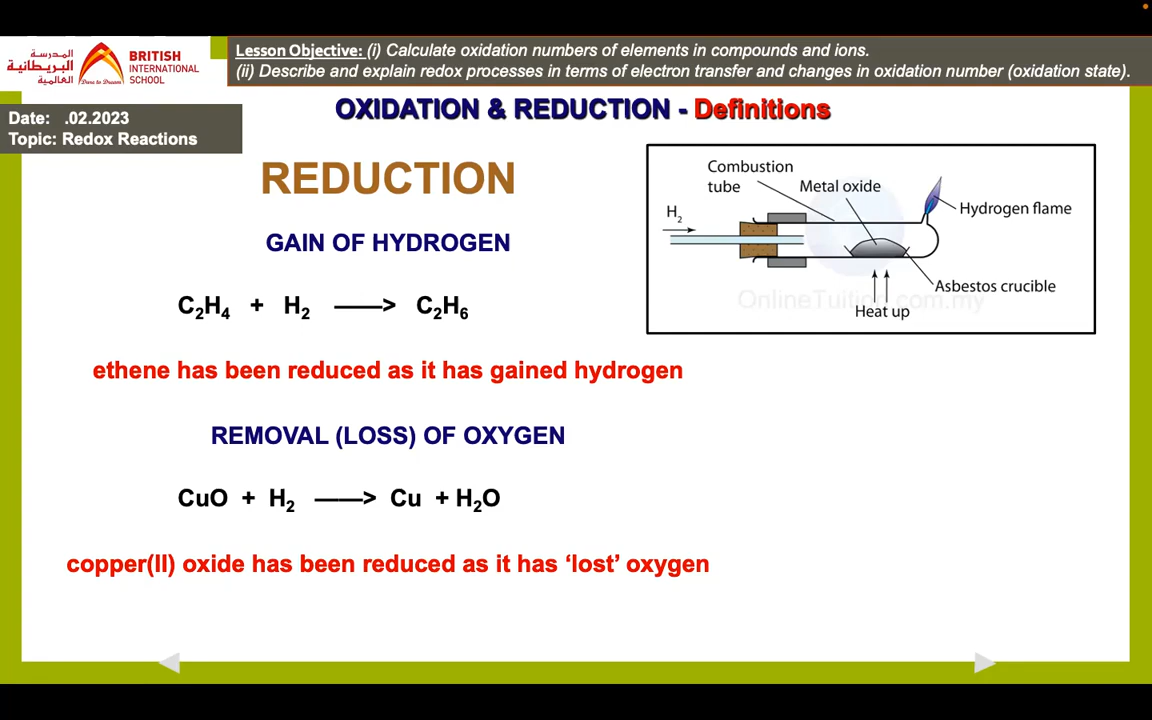 المدرسة
البريطانية
العالمية
Dare to Dream
BRITISH
INTERNATIONAL
SCHOOL
Lesson Objective: (i) Calculate oxidation numbers of elements in compounds and ions.
(ii) Describe and explain redox processes in terms of electron transfer and changes in oxidation number (oxidation state).
Date: .02.2023
Topic: Redox Reactions
OXIDATION & REDUCTION - Definitions
REDUCTION
GAIN OF HYDROGEN
C₂H₄ + H₂ ——> C₂H₆
ethene has been reduced as it has gained hydrogen
REMOVAL (LOSS) OF OXYGEN
CuO + H₂ ——> Cu + H₂O
copper(II) oxide has been reduced as it has ‘lost’ oxygen
Combustion
tube
Metal oxide
H₂
Hydrogen flame
Asbestos crucible
OnlineTuition.com.my
Heat up